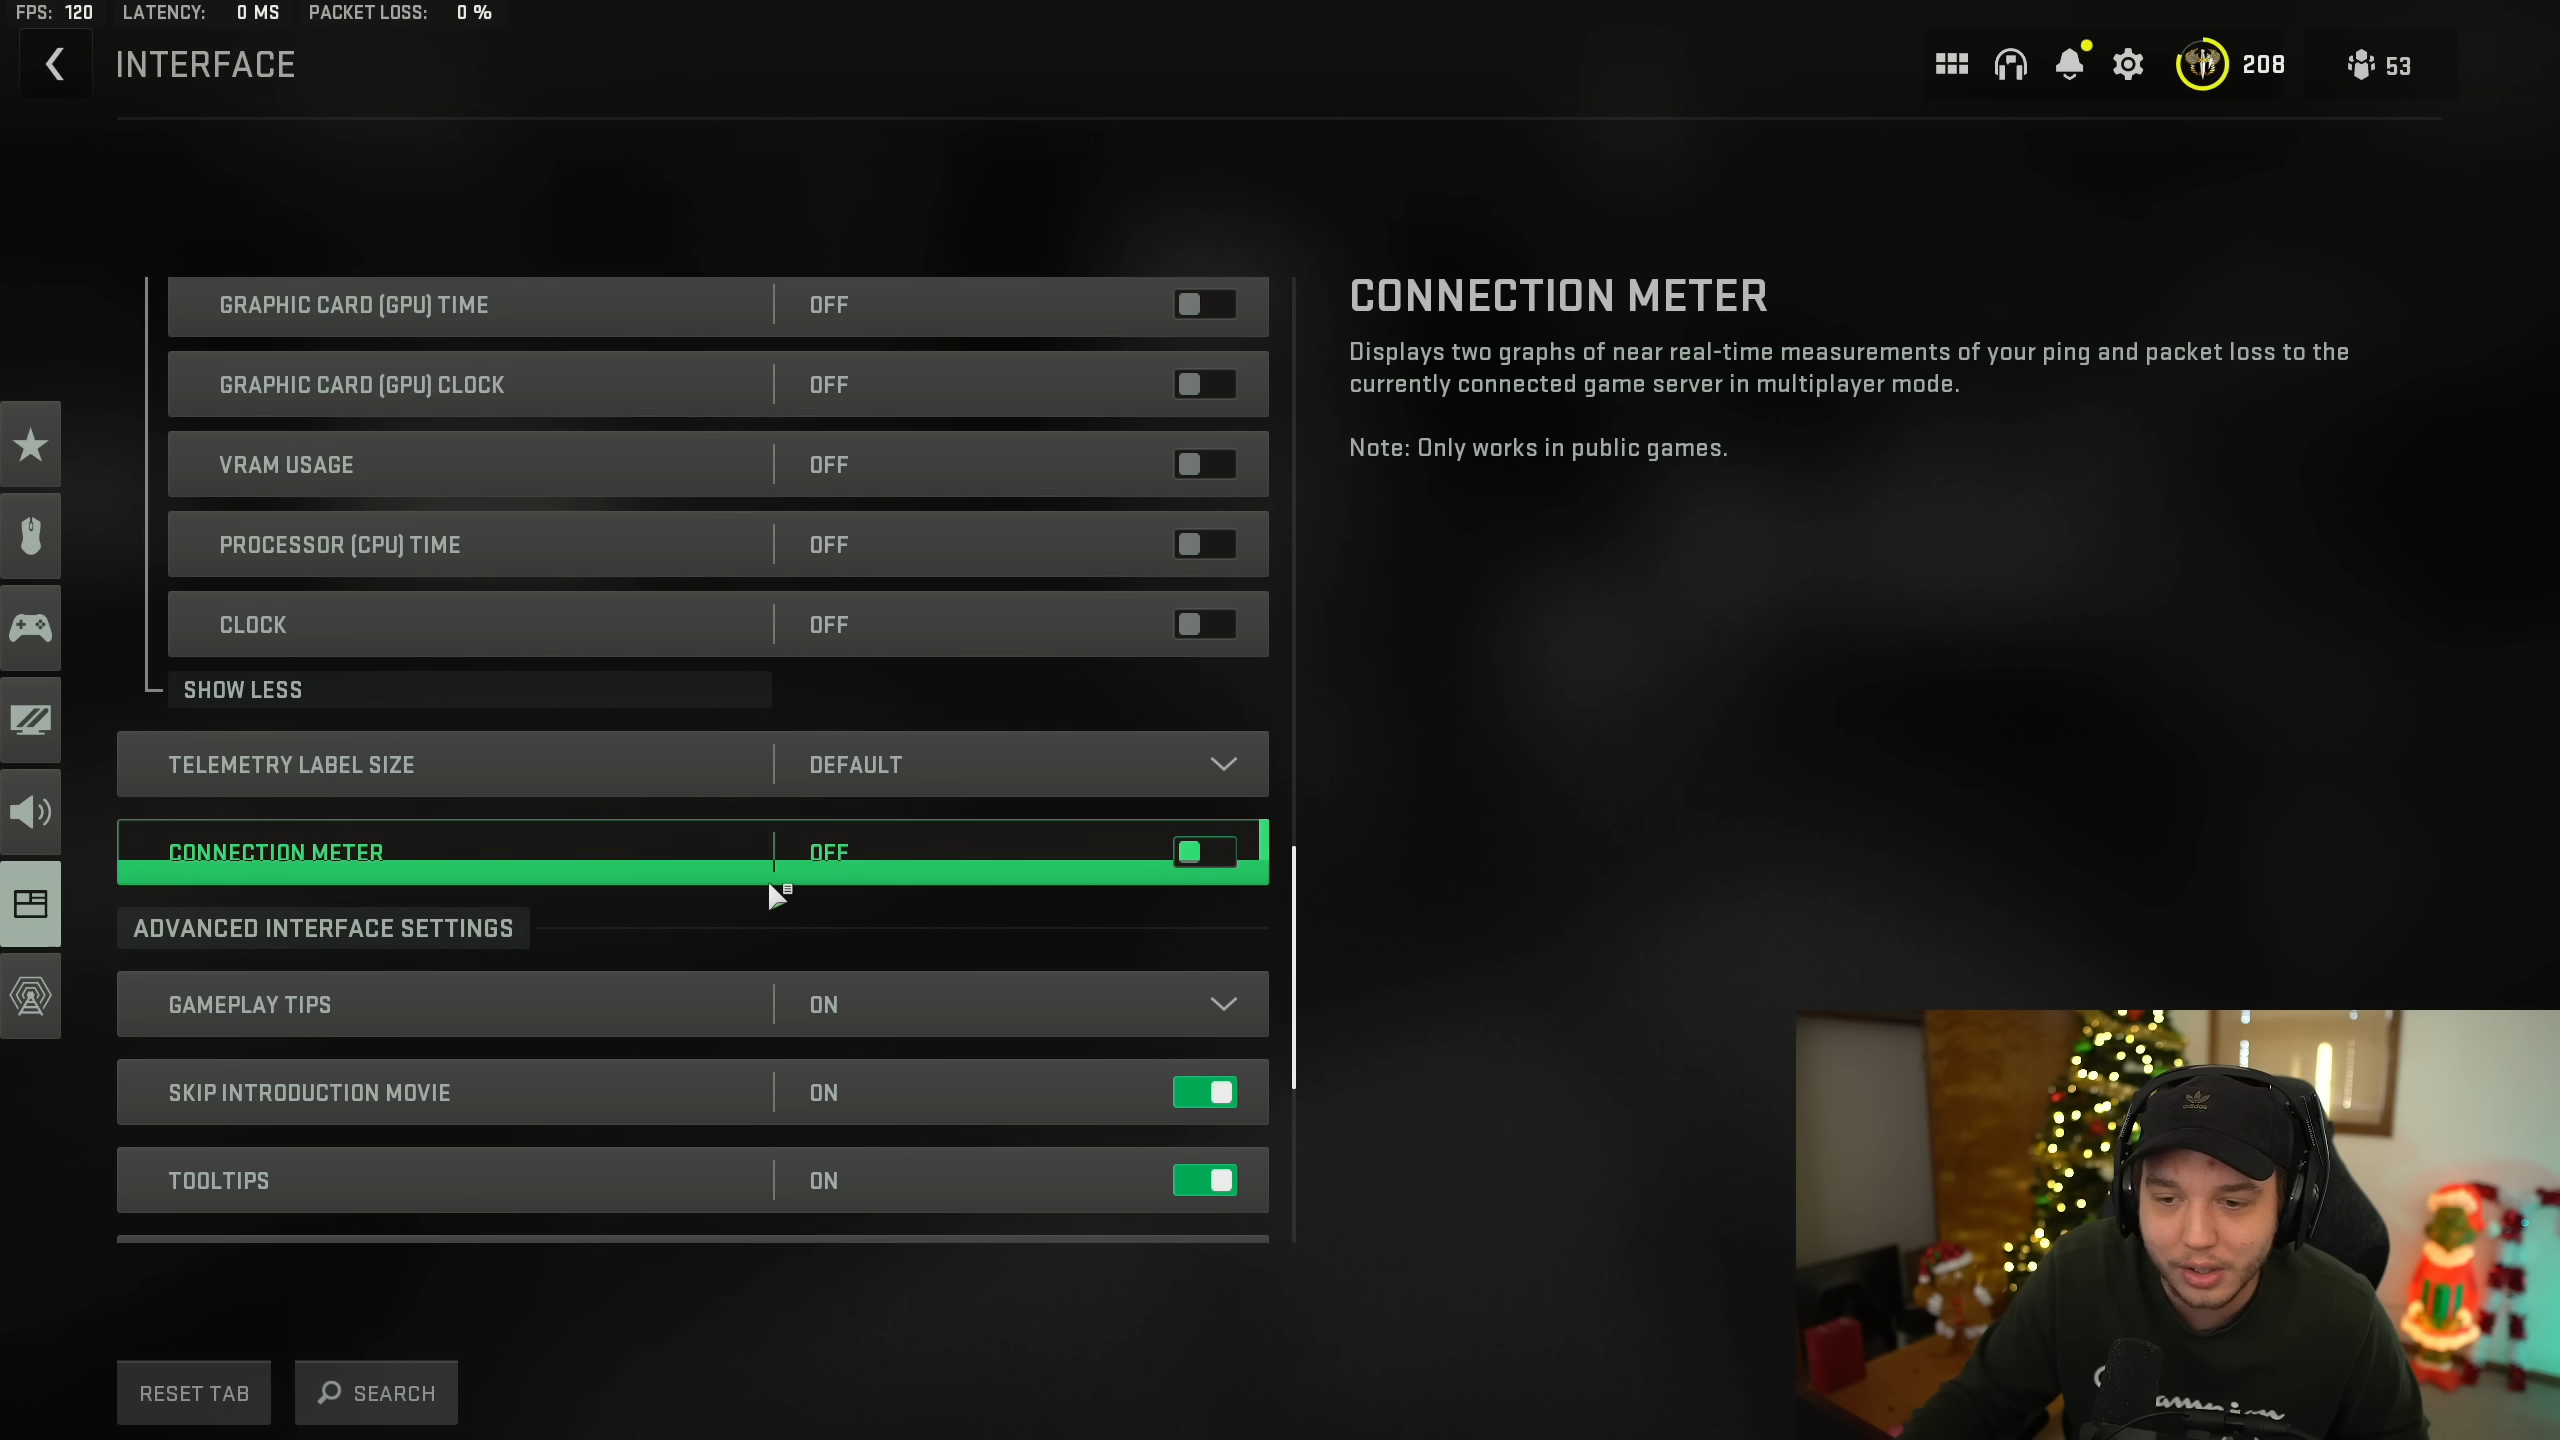 FPS: 120 LATENCY: 0 MS PACKET LOSS: 0 %
INTERFACE
208
53
GRAPHIC CARD (GPU) TIME OFF
GRAPHIC CARD (GPU) CLOCK OFF
VRAM USAGE OFF
PROCESSOR (CPU) TIME OFF
CLOCK OFF
SHOW LESS
TELEMETRY LABEL SIZE DEFAULT
CONNECTION METER OFF
ADVANCED INTERFACE SETTINGS
GAMEPLAY TIPS ON
SKIP INTRODUCTION MOVIE ON
TOOLTIPS ON
RESET TAB
SEARCH
CONNECTION METER
Displays two graphs of near real-time measurements of your ping and packet loss to the
currently connected game server in multiplayer mode.
Note: Only works in public games.
adidas